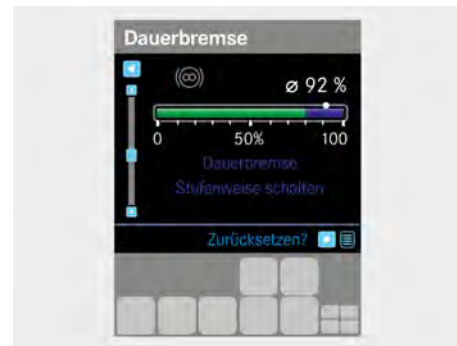 Dauerbremse
ø 92 %
0 50% 100
Dauerbremse
Stufenweise schalten
Zurücksetzen?